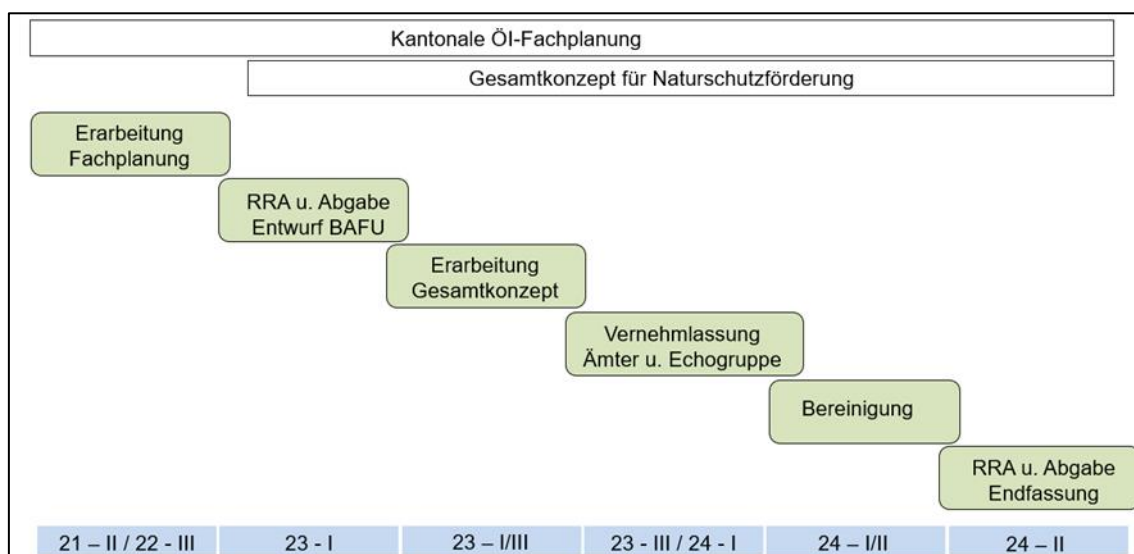 Kantonale ÖI-Fachplanung
Gesamtkonzept für Naturschutzförderung
Erarbeitung
Fachplanung
RRA u. Abgabe
Entwurf BAFU
Erarbeitung
Gesamtkonzept
Vernehmlassung
Ämter u. Echogruppe
Bereinigung
RRA u. Abgabe
Endfassung
21 – II / 22 - III
23 - I
23 – I/III
23 - III / 24 - I
24 – I/II
24 – II